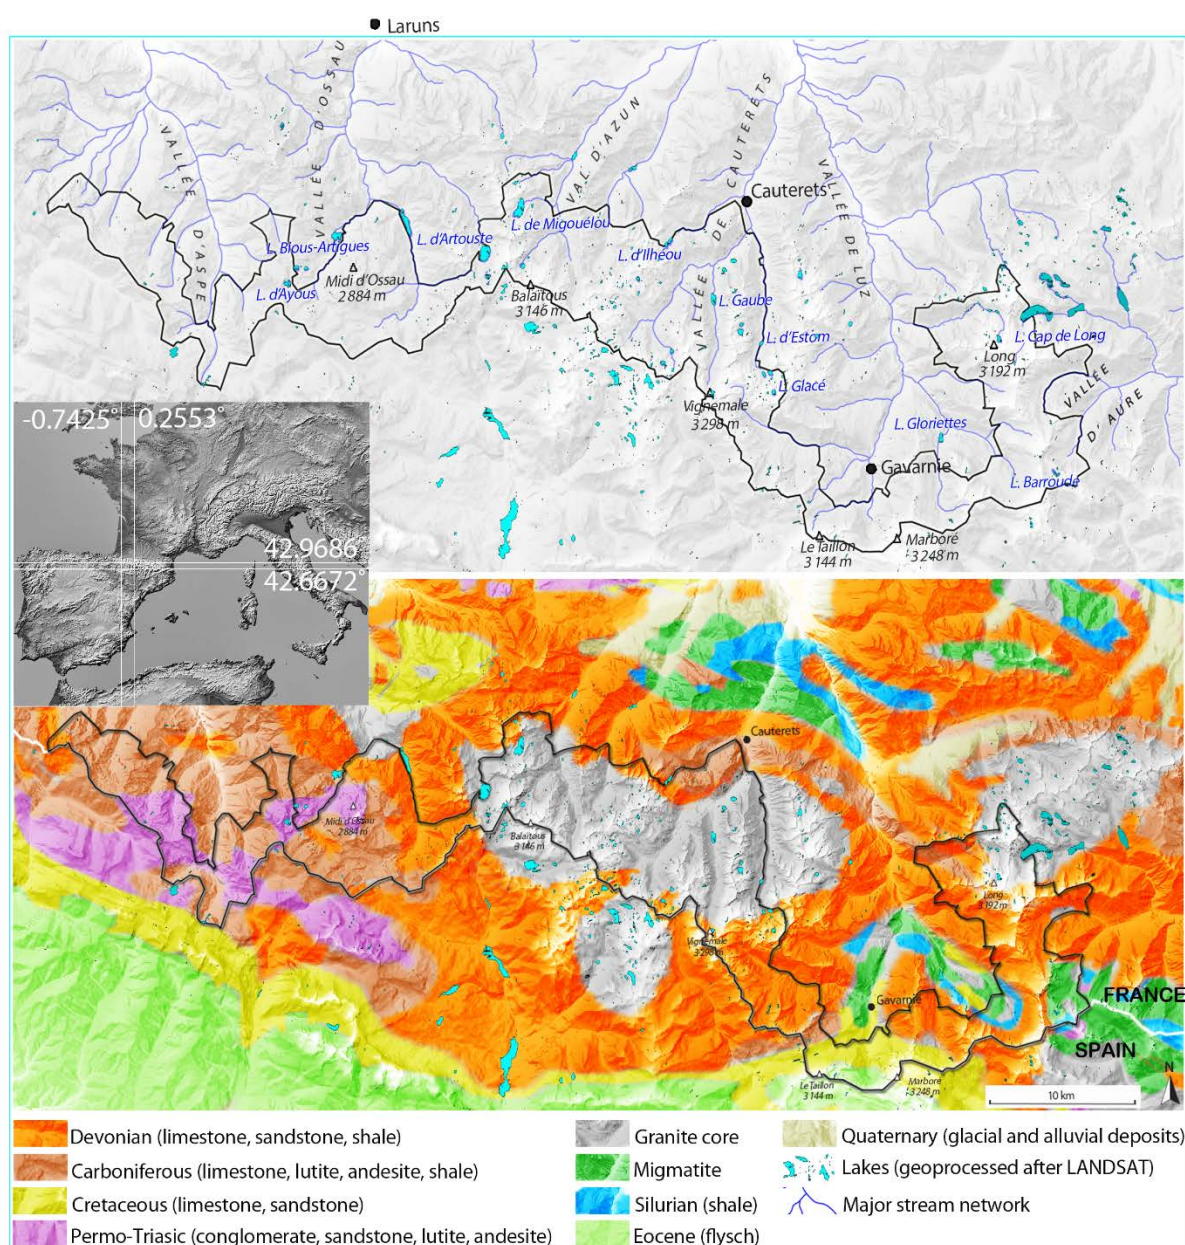 Laruns
VALLÉE D'ASPE
VALLÉE D'OSSAU
VAL D'AZUN
VALLÉE DE CAUTERETS
VALLÉE DE LUZ
Cauterets
L. Bious-Artigues
L. d'Artouste
L. de Migouélou
L. d'Ilhéou
Midi d'Ossau
2 884 m
L. d'Ayous
Balaïtous
3 146 m
L. Gaube
L. d'Estom
L. Cap de Long
Long
3 192 m
L. Glacé
Vignemale
3 298 m
VALLÉE
D'AURE
L. Gloriettes
Gavarnie
L. Barroude
Le Taillon
3 144 m
Marboré
3 248 m
-0.7425°
0.2553°
42.9686°
42.6672°
Cauterets
Midi d'Ossau
2 884 m
Balaïtous
3 146 m
Long
3 192 m
Vignemale
3 298 m
Gavarnie
FRANCE
SPAIN
Le Taillon
3 144 m
Marboré
3 248 m
N
10 km
Devonian (limestone, sandstone, shale)
Carboniferous (limestone, lutite, andesite, shale)
Cretaceous (limestone, sandstone)
Permo-Triasic (conglomerate, sandstone, lutite, andesite)
Granite core
Migmatite
Silurian (shale)
Eocene (flysch)
Quaternary (glacial and alluvial deposits)
Lakes (geoprocessed after LANDSAT)
Major stream network